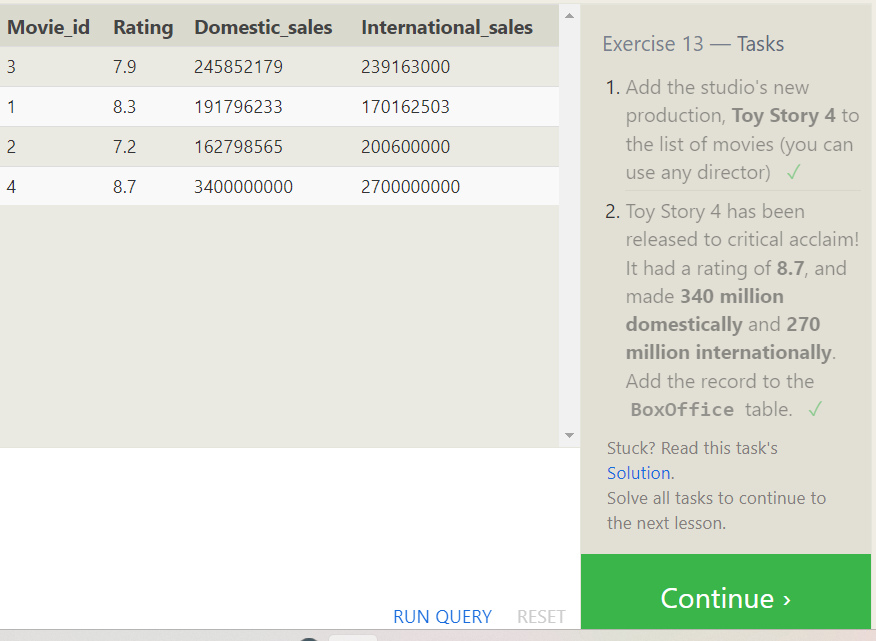 Movie_id Rating Domestic_sales International_sales
3 7.9 245852179 239163000
1 8.3 191796233 170162503
2 7.2 162798565 200600000
4 8.7 3400000000 2700000000
RUN QUERY RESET
Exercise 13 — Tasks
1. Add the studio's new
production, Toy Story 4 to
the list of movies (you can
use any director) ✓
2. Toy Story 4 has been
released to critical acclaim!
It had a rating of 8.7, and
made 340 million
domestically and 270
million internationally.
Add the record to the
BoxOffice table. ✓
Stuck? Read this task's
Solution.
Solve all tasks to continue to
the next lesson.
Continue ›